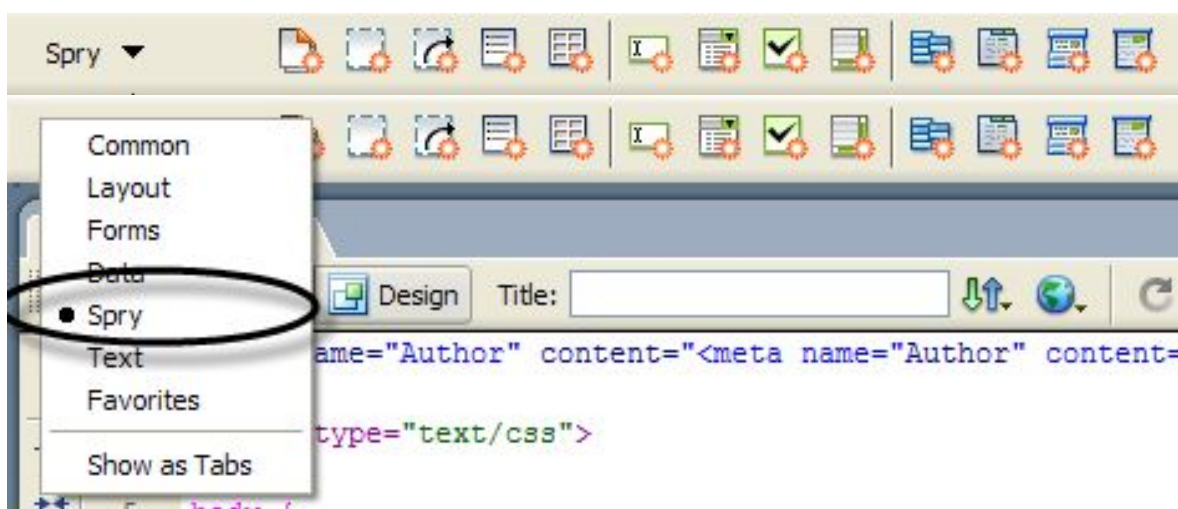 Spry
Common
Layout
Forms
Data
Spry
Text
Favorites
Show as Tabs
Design Title:
ame="Author" content="<meta name="Author" content=
type="text/css">
body {